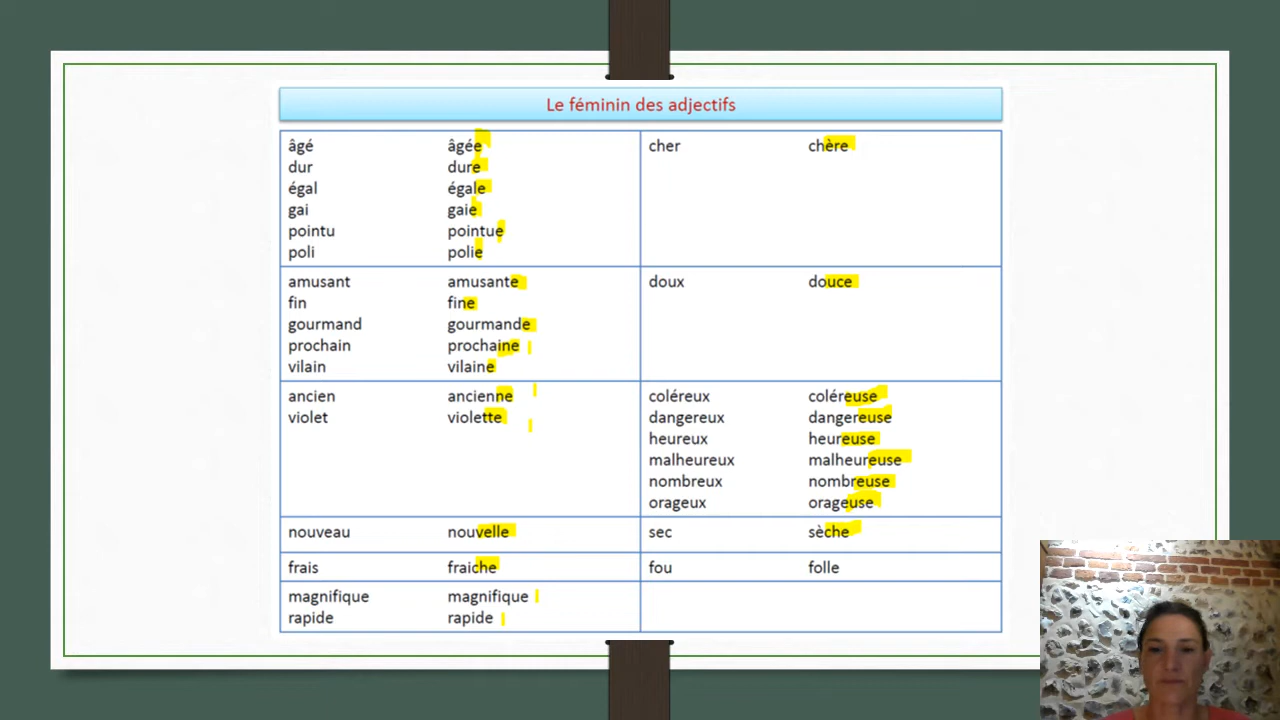 Le féminin des adjectifs
âgé âgée cher chère
dur dure
égal égale
gai gaie
pointu pointue
poli polie
amusant amusante doux douce
fin fine
gourmand gourmande
prochain prochaine
vilain vilaine
ancien ancienne coléreux coléreuse
violet violette dangereux dangereuse
heureux heureuse
malheureux malheureuse
nombreux nombreuse
orageux orageuse
nouveau nouvelle sec sèche
frais fraiche fou folle
magnifique magnifique
rapide rapide